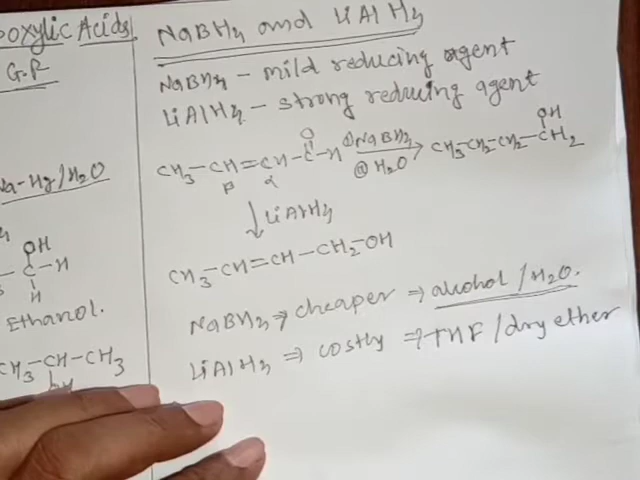 oxylic Acids
G.P
Na-Hg/H2O
OH
C-H
H
Ethanol.
CH3-CH-CH3
NaBH4 and LiAlH4
NaBH4 - mild reducing agent
LiAlH4 - strong reducing agent
CH3-CH=CH-C-H ①NaBH4 ②H2O CH3-CH2-CH2-CH2
O
OH
β α
↓LiAlH4
CH3-CH=CH-CH2-OH
NaBH4 ⇒ cheaper ⇒ alcohol / H2O.
LiAlH4 ⇒ costly ⇒ THF / dry ether